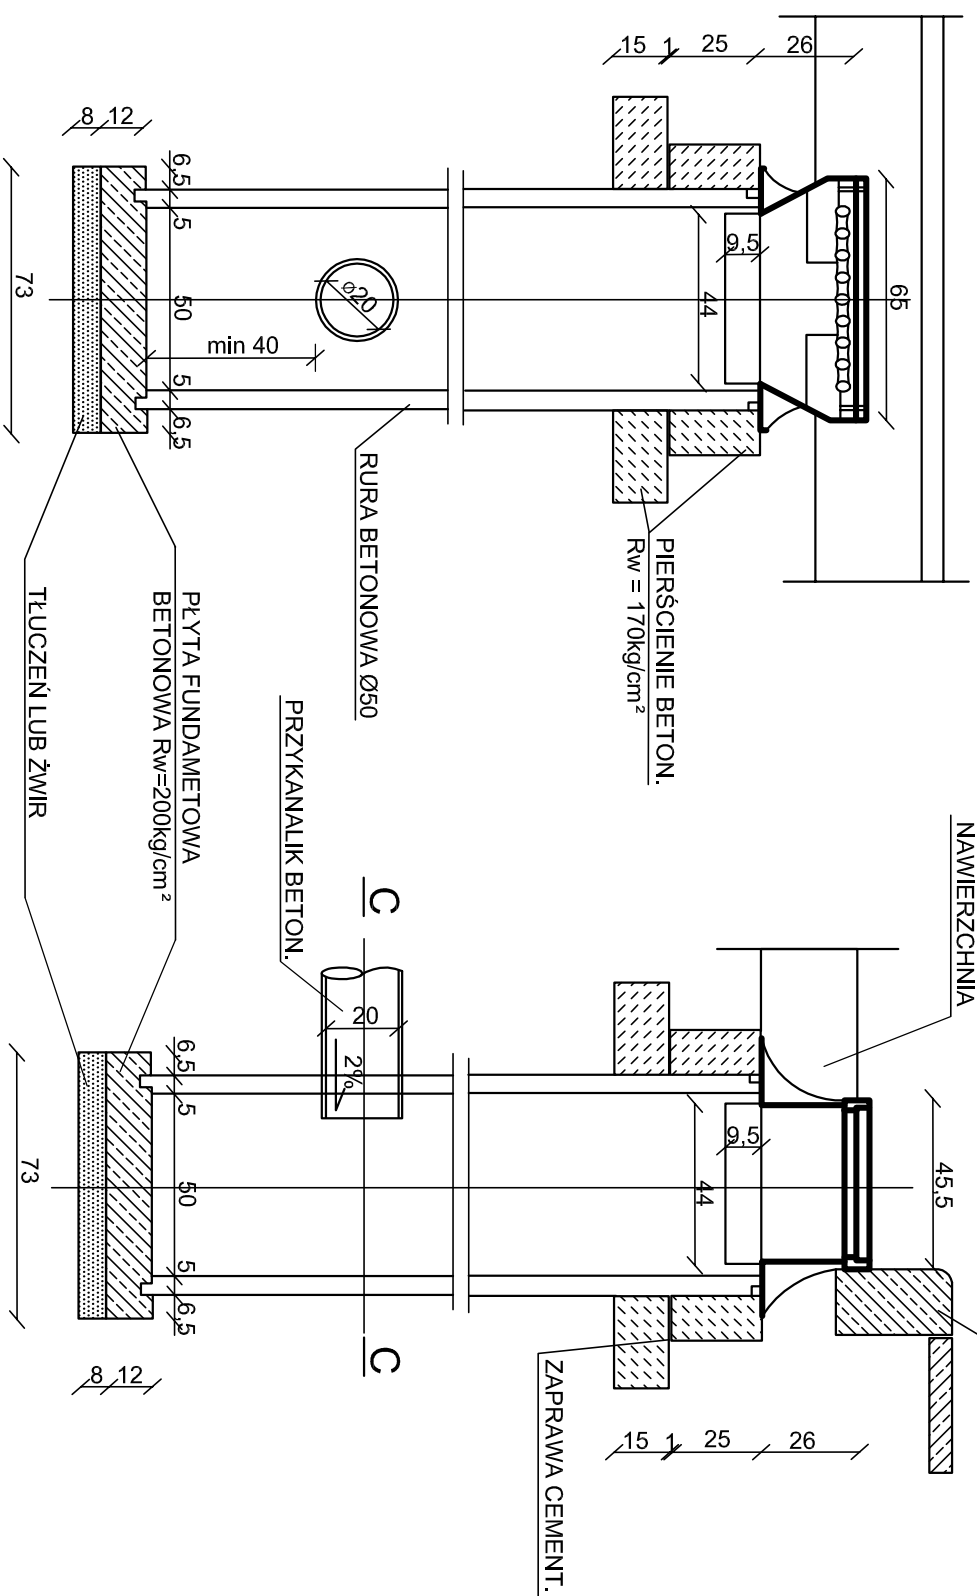 15 1 25 26
65
9,5
44
8 12
6,5
5
50
5
6,5
73
ø20
min 40
RURA BETONOWA Ø50
PIERŚCIENIE BETON.
Rw = 170kg/cm²
PŁYTA FUNDAMETOWA
BETONOWA Rw=200kg/cm²
TŁUCZEŃ LUB ŻWIR
PRZYKANALIK BETON.
NAWIERZCHNIA
C
20
2%
45,5
9,5
44
6,5
5
50
5
6,5
73
C
8 12
15 1 25 26
ZAPRAWA CEMENT.